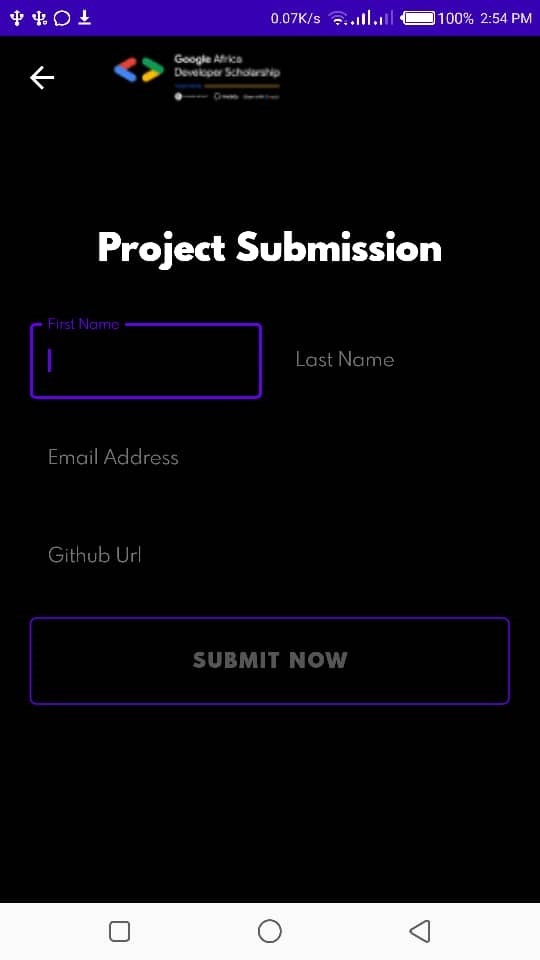 0.07K/s 100% 2:54 PM
Google Africa
Developer Scholarship
Project Submission
First Name
Last Name
Email Address
Github Url
SUBMIT NOW